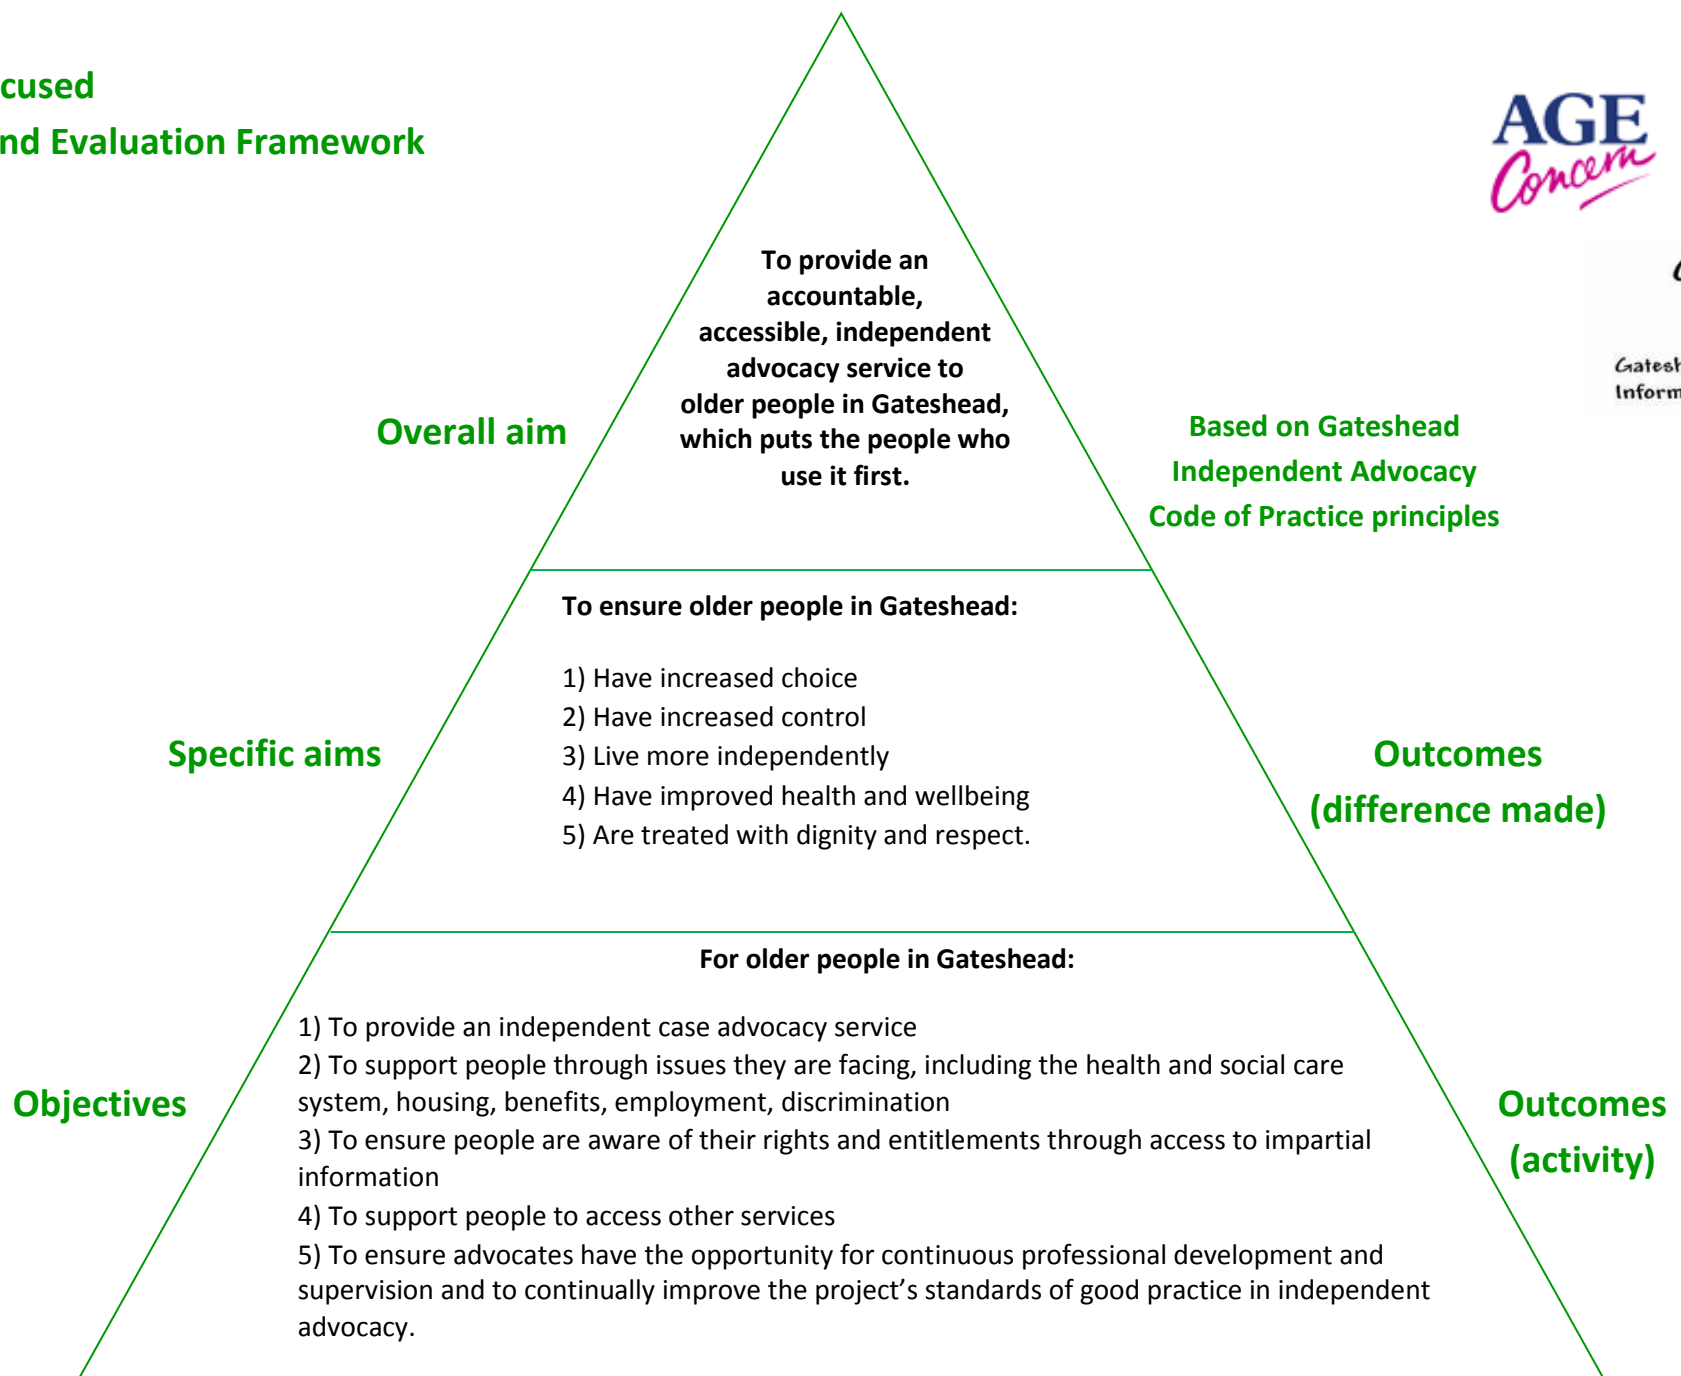 cused
nd Evaluation Framework
AGE
Concern
Gatesh
Inform
To provide an
accountable,
accessible, independent
advocacy service to
older people in Gateshead,
which puts the people who
use it first.
Overall aim
Based on Gateshead
Independent Advocacy
Code of Practice principles
To ensure older people in Gateshead:
1) Have increased choice
2) Have increased control
3) Live more independently
4) Have improved health and wellbeing
5) Are treated with dignity and respect.
Specific aims
Outcomes
(difference made)
For older people in Gateshead:
1) To provide an independent case advocacy service
2) To support people through issues they are facing, including the health and social care
system, housing, benefits, employment, discrimination
3) To ensure people are aware of their rights and entitlements through access to impartial
information
4) To support people to access other services
5) To ensure advocates have the opportunity for continuous professional development and
supervision and to continually improve the project’s standards of good practice in independent
advocacy.
Objectives
Outcomes
(activity)